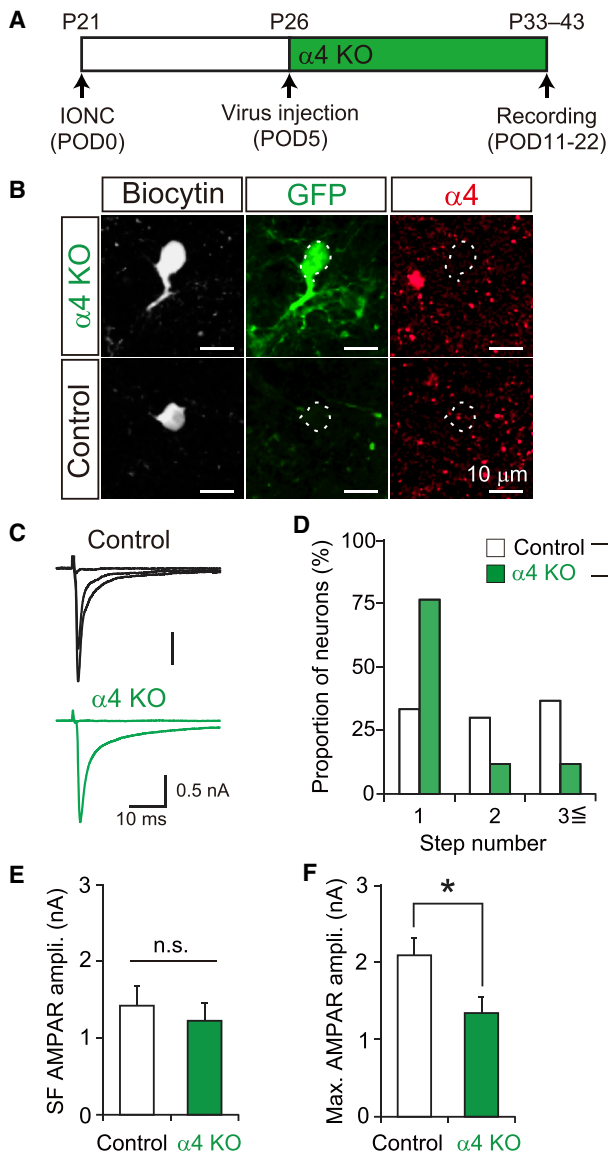 A
P21 P26 P33–43
α4 KO
IONC Virus injection Recording
(POD0) (POD5) (POD11-22)
B
Biocytin GFP α4
α4 KO
Control
10 μm
C
Control
α4 KO
0.5 nA
10 ms
D
Proportion of neurons (%)
100
75
50
25
0
Control
α4 KO
1 2 3≦
Step number
E
SF AMPAR ampli. (nA)
3
2
1
0
n.s.
Control α4 KO
F
Max. AMPAR ampli. (nA)
3
2
1
0
*
Control α4 KO